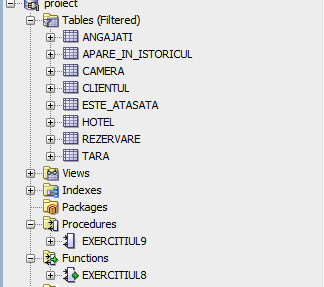 proiect
Tables (Filtered)
ANGAJATI
APARE_IN_ISTORICUL
CAMERA
CLIENTUL
ESTE_ATASATA
HOTEL
REZERVARE
TARA
Views
Indexes
Packages
Procedures
EXERCITIUL9
Functions
EXERCITIUL8